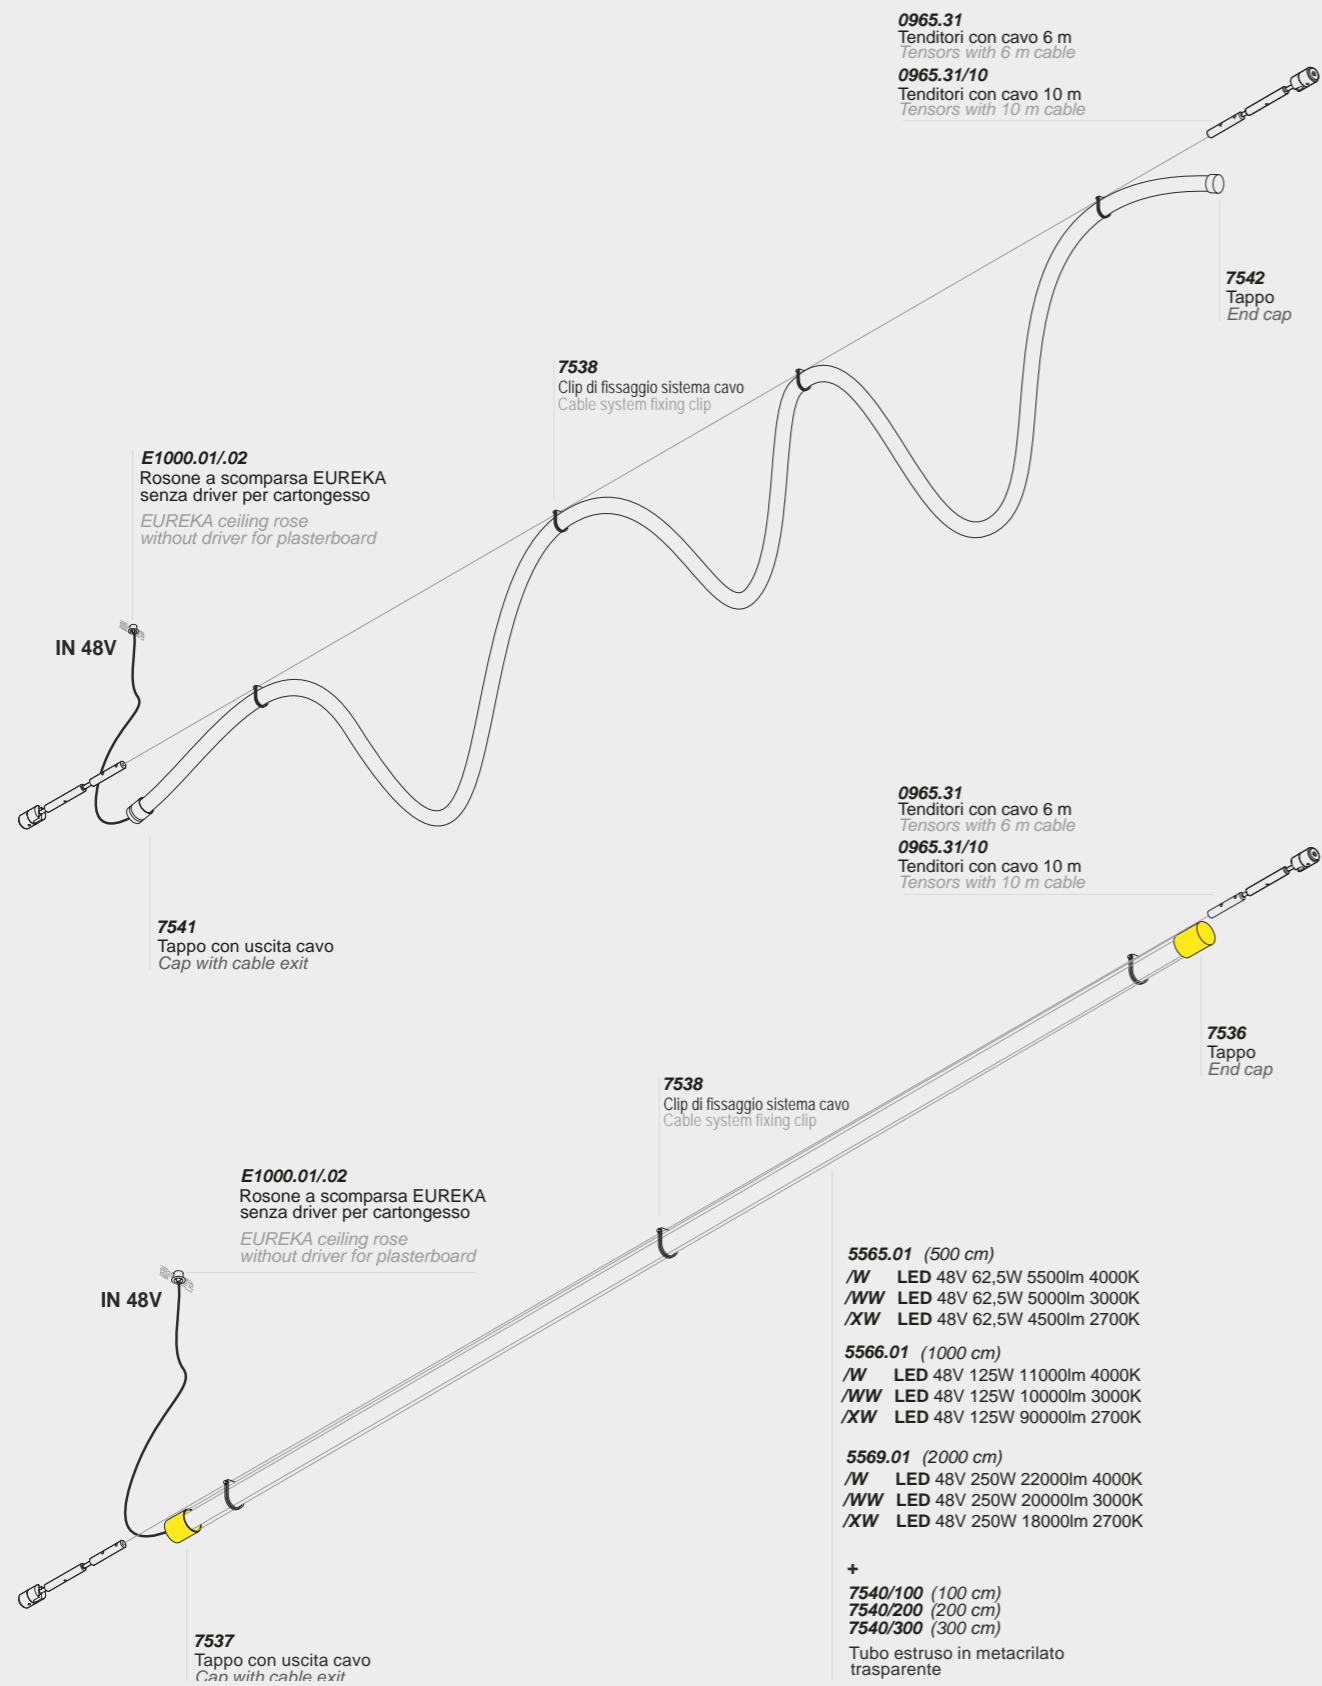 0965.31
Tenditori con cavo 6 m
Tensors with 6 m cable
0965.31/10
Tenditori con cavo 10 m
Tensors with 10 m cable
7542
Tappo
End cap
7538
Clip di fissaggio sistema cavo
Cable system fixing clip
E1000.01/.02
Rosone a scomparsa EUREKA
senza driver per cartongesso
EUREKA ceiling rose
without driver for plasterboard
IN 48V
7541
Tappo con uscita cavo
Cap with cable exit
0965.31
Tenditori con cavo 6 m
Tensors with 6 m cable
0965.31/10
Tenditori con cavo 10 m
Tensors with 10 m cable
7536
Tappo
End cap
7538
Clip di fissaggio sistema cavo
Cable system fixing clip
E1000.01/.02
Rosone a scomparsa EUREKA
senza driver per cartongesso
EUREKA ceiling rose
without driver for plasterboard
IN 48V
5565.01 (500 cm)
/W LED 48V 62,5W 5500lm 4000K
/WW LED 48V 62,5W 5000lm 3000K
/XW LED 48V 62,5W 4500lm 2700K
5566.01 (1000 cm)
/W LED 48V 125W 11000lm 4000K
/WW LED 48V 125W 10000lm 3000K
/XW LED 48V 125W 90000lm 2700K
5569.01 (2000 cm)
/W LED 48V 250W 22000lm 4000K
/WW LED 48V 250W 20000lm 3000K
/XW LED 48V 250W 18000lm 2700K
+
7540/100 (100 cm)
7540/200 (200 cm)
7540/300 (300 cm)
Tubo estruso in metacrilato
trasparente
7537
Tappo con uscita cavo
Cap with cable exit